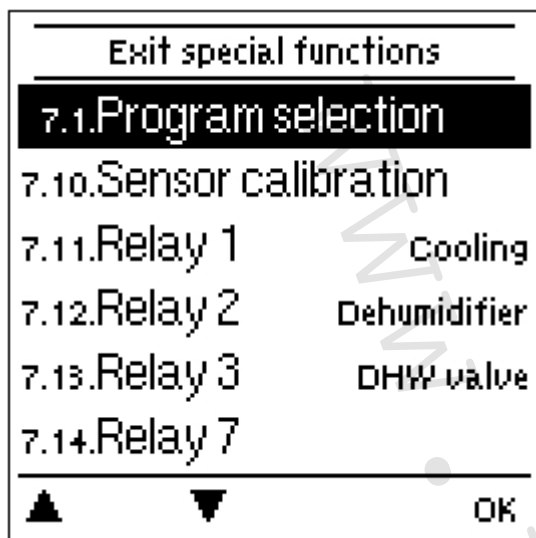 Exit special functions
7.1.Program selection
7.10.Sensor calibration
7.11.Relay 1 Cooling
7.12.Relay 2 Dehumidifier
7.13.Relay 3 DHW valve
7.14.Relay 7
▲ ▼ OK